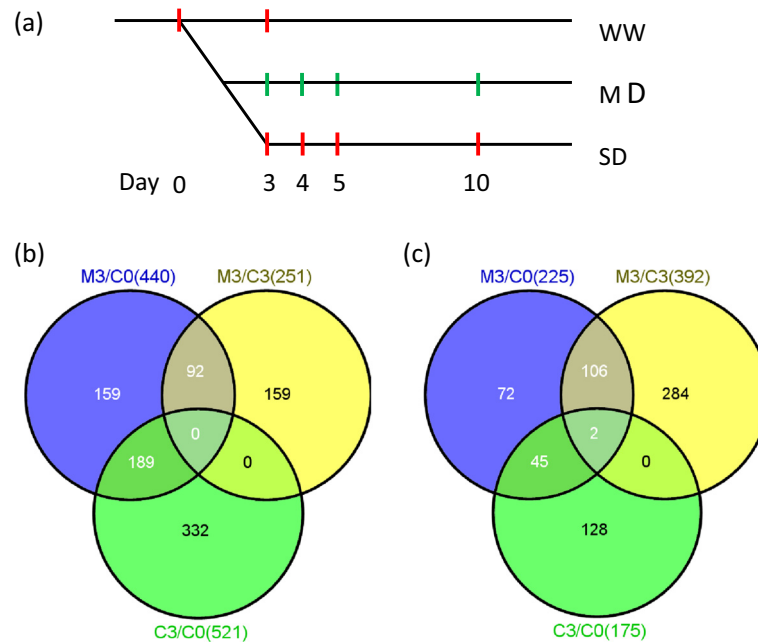 (a)
WW
M D
SD
Day 0 3 4 5 10
(b)
M3/C0(440) M3/C3(251)
92
159 159
0
189 0
332
C3/C0(521)
(c)
M3/C0(225) M3/C3(392)
106
72 284
2
45 0
128
C3/C0(175)